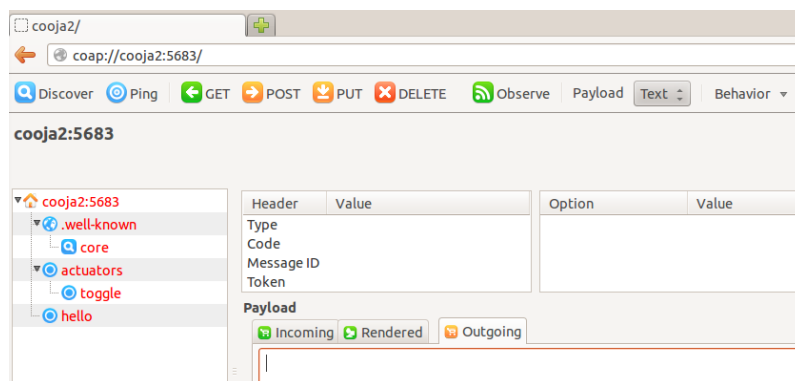 cooja2/
coap://cooja2:5683/
Discover Ping GET POST PUT DELETE Observe Payload Text Behavior
cooja2:5683
cooja2:5683
.well-known
core
actuators
toggle
hello
Header Value
Type
Code
Message ID
Token
Option Value
Payload
Incoming Rendered Outgoing